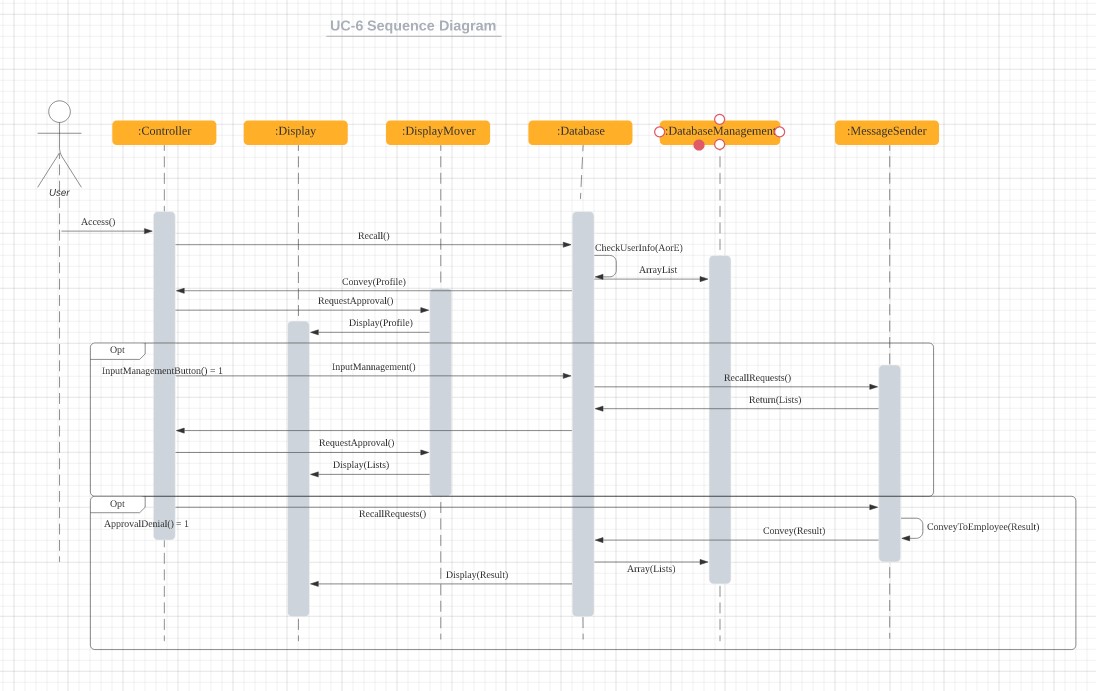 UC-6 Sequence Diagram
:Controller
:Display
:DisplayMover
:Database
:DatabaseManagement
:MessageSender
User
Access()
Recall()
CheckUserInfo(AorE)
ArrayList
Convey(Profile)
RequestApproval()
Display(Profile)
Opt
InputManagementButton() = 1
InputMannagement()
RecallRequests()
Return(Lists)
RequestApproval()
Display(Lists)
Opt
RecallRequests()
ApprovalDenial() = 1
ConveyToEmployee(Result)
Convey(Result)
Array(Lists)
Display(Result)